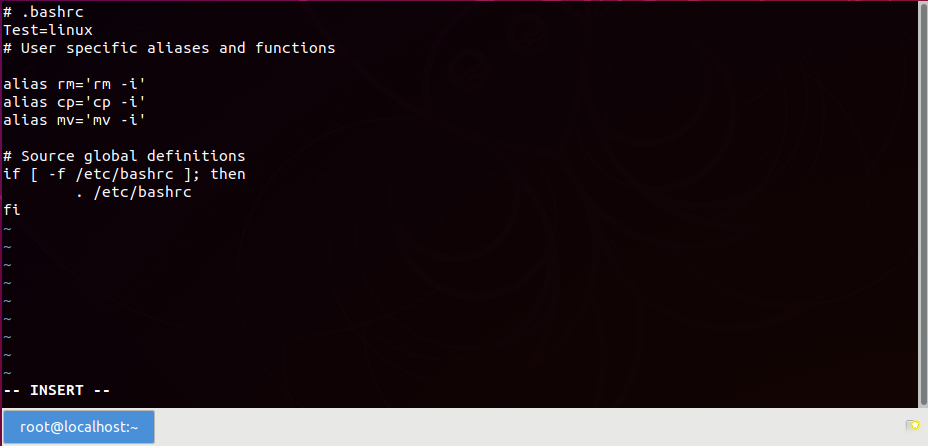 # .bashrc
Test=linux
# User specific aliases and functions
alias rm='rm -i'
alias cp='cp -i'
alias mv='mv -i'
# Source global definitions
if [ -f /etc/bashrc ]; then
        . /etc/bashrc
fi
~
~
~
~
~
~
~
~
~
-- INSERT --
root@localhost:~